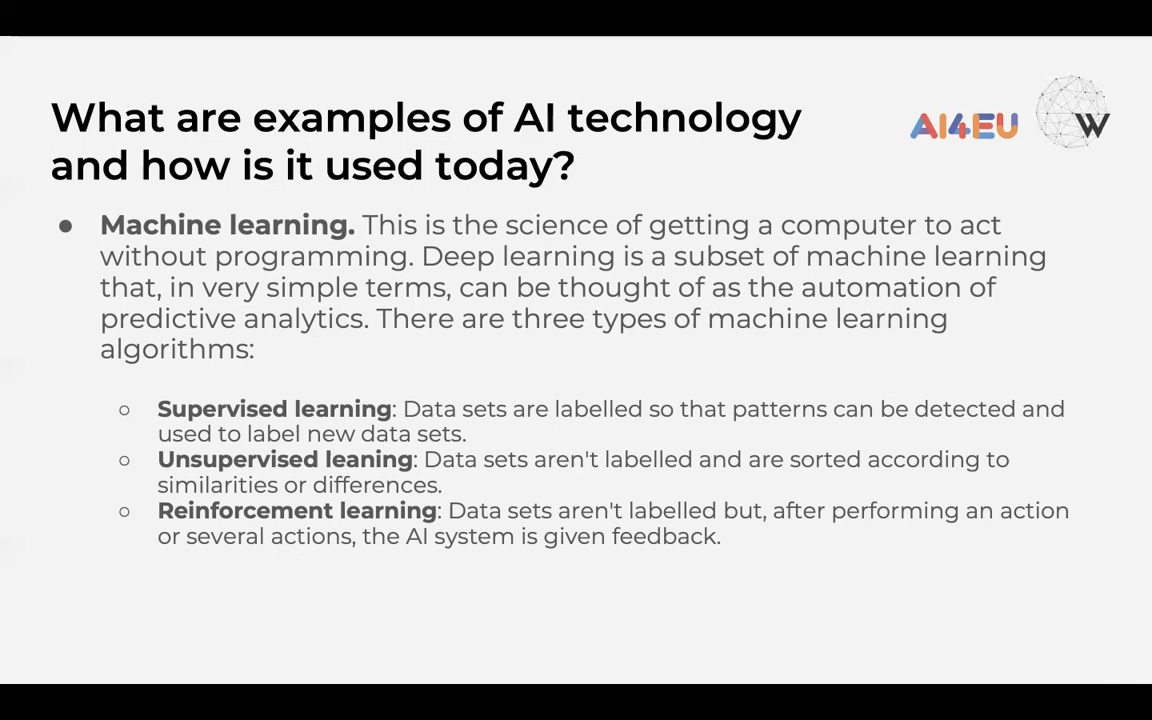 What are examples of AI technology
and how is it used today?
AI4EU
W
● Machine learning. This is the science of getting a computer to act
without programming. Deep learning is a subset of machine learning
that, in very simple terms, can be thought of as the automation of
predictive analytics. There are three types of machine learning
algorithms:
○ Supervised learning: Data sets are labelled so that patterns can be detected and
used to label new data sets.
○ Unsupervised leaning: Data sets aren't labelled and are sorted according to
similarities or differences.
○ Reinforcement learning: Data sets aren't labelled but, after performing an action
or several actions, the AI system is given feedback.